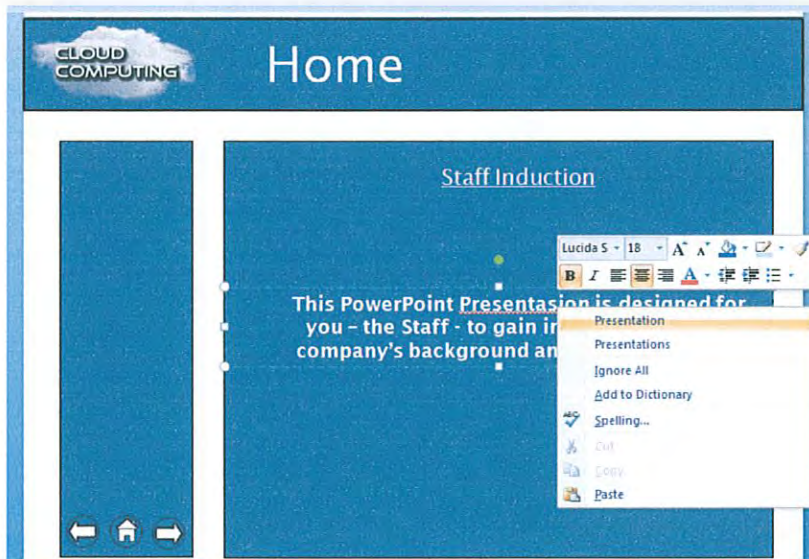 CLOUD
COMPUTING
Home
Staff Induction
Lucida S 18 A A
B I A
This PowerPoint Presentasion is designed for
you – the Staff - to gain in
company's background an
Presentation
Presentations
Ignore All
Add to Dictionary
ABC
Spelling...
Cut
Copy
Paste